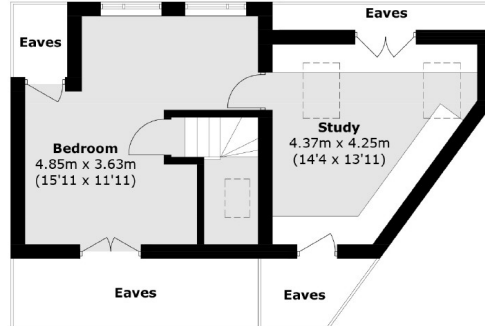 Eaves
Eaves
Bedroom
4.85m x 3.63m
(15'11 x 11'11)
Study
4.37m x 4.25m
(14'4 x 13'11)
Eaves
Eaves